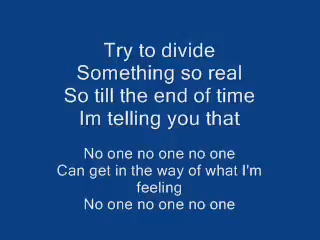 Try to divide
Something so real
So till the end of time
Im telling you that
No one no one no one
Can get in the way of what I'm
feeling
No one no one no one